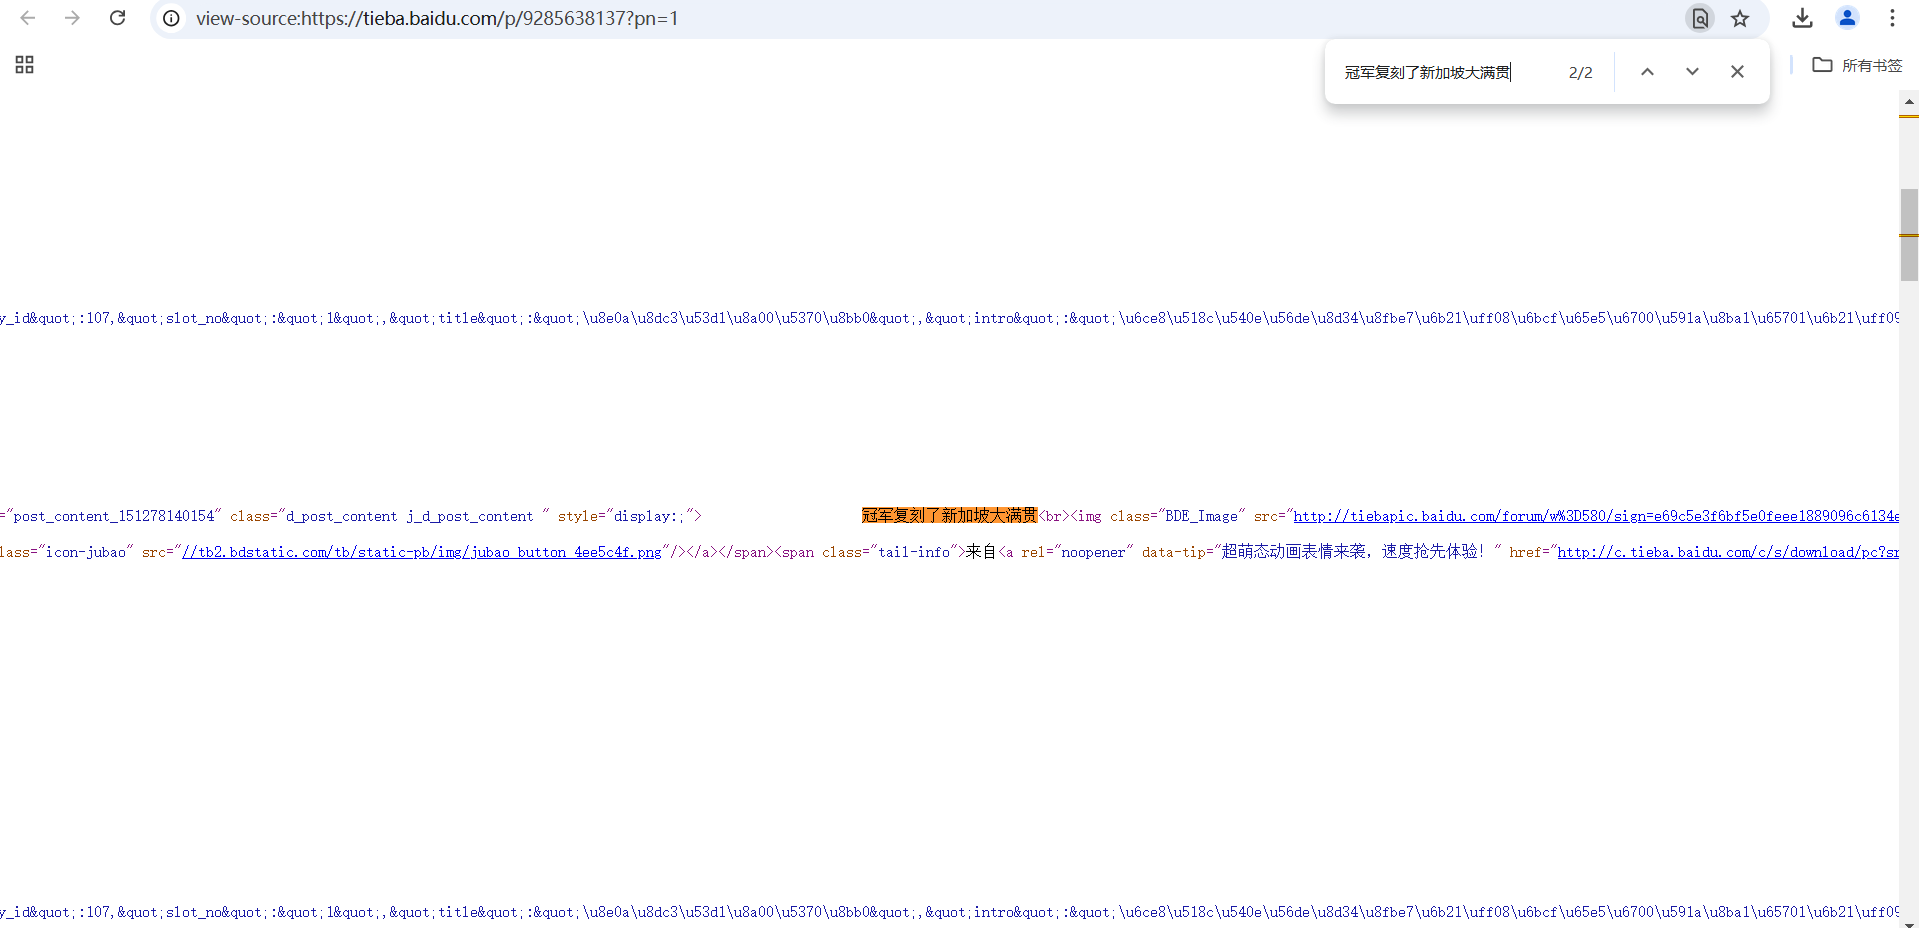 view-source:https://tieba.baidu.com/p/9285638137?pn=1
冠军复刻了新加坡大满贯 2/2
所有书签
y_id&quot;:107,&quot;slot_no&quot;:&quot;1&quot;,&quot;title&quot;:&quot;\u8e0a\u8dc3\u53d1\u8a00\u5370\u8bb0&quot;,&quot;intro&quot;:&quot;\u6ce8\u518c\u540e\u56de\u8d34\u8fbe7\u6b21\uff08\u6bcf\u65e5\u6700\u591a\u8ba1\u65701\u6b21\uff09
="post_content_151278140154" class="d_post_content j_d_post_content " style="display:;"> 冠军复刻了新加坡大满贯<br><img class="BDE_Image" src="http://tiebapic.baidu.com/forum/w%3D580/sign=e69c5e3f6bf5e0feee1889096c6134e
lass="icon-jubao" src="//tb2.bdstatic.com/tb/static-pb/img/jubao_button_4ee5c4f.png"/></a></span><span class="tail-info">来自<a rel="noopener" data-tip="超萌态动画表情来袭，速度抢先体验！" href="http://c.tieba.baidu.com/c/s/download/pc?sr
y_id&quot;:107,&quot;slot_no&quot;:&quot;1&quot;,&quot;title&quot;:&quot;\u8e0a\u8dc3\u53d1\u8a00\u5370\u8bb0&quot;,&quot;intro&quot;:&quot;\u6ce8\u518c\u540e\u56de\u8d34\u8fbe7\u6b21\uff08\u6bcf\u65e5\u6700\u591a\u8ba1\u65701\u6b21\uff09